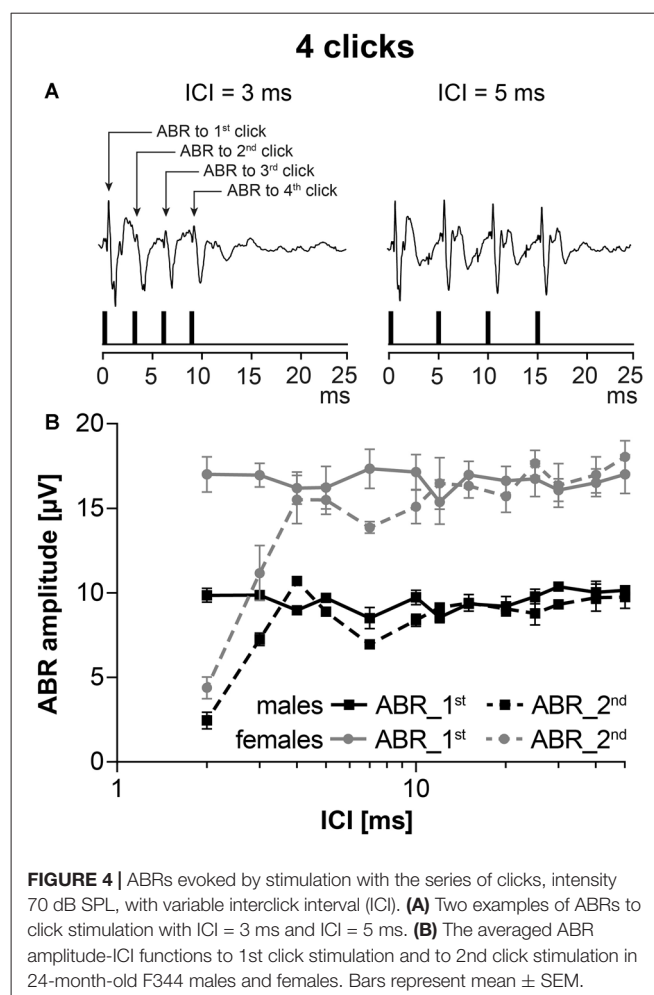 4 clicks
A
ICI = 3 ms
ICI = 5 ms
ABR to 1st click
ABR to 2nd click
ABR to 3rd click
ABR to 4th click
0 5 10 15 20 25
ms
0 5 10 15 20 25
ms
B
20
15
10
5
0
ABR amplitude [µV]
males ABR_1st ABR_2nd
females ABR_1st ABR_2nd
1 10
ICI [ms]
FIGURE 4 | ABRs evoked by stimulation with the series of clicks, intensity
70 dB SPL, with variable interclick interval (ICI). (A) Two examples of ABRs to
click stimulation with ICI = 3 ms and ICI = 5 ms. (B) The averaged ABR
amplitude-ICI functions to 1st click stimulation and to 2nd click stimulation in
24-month-old F344 males and females. Bars represent mean ± SEM.